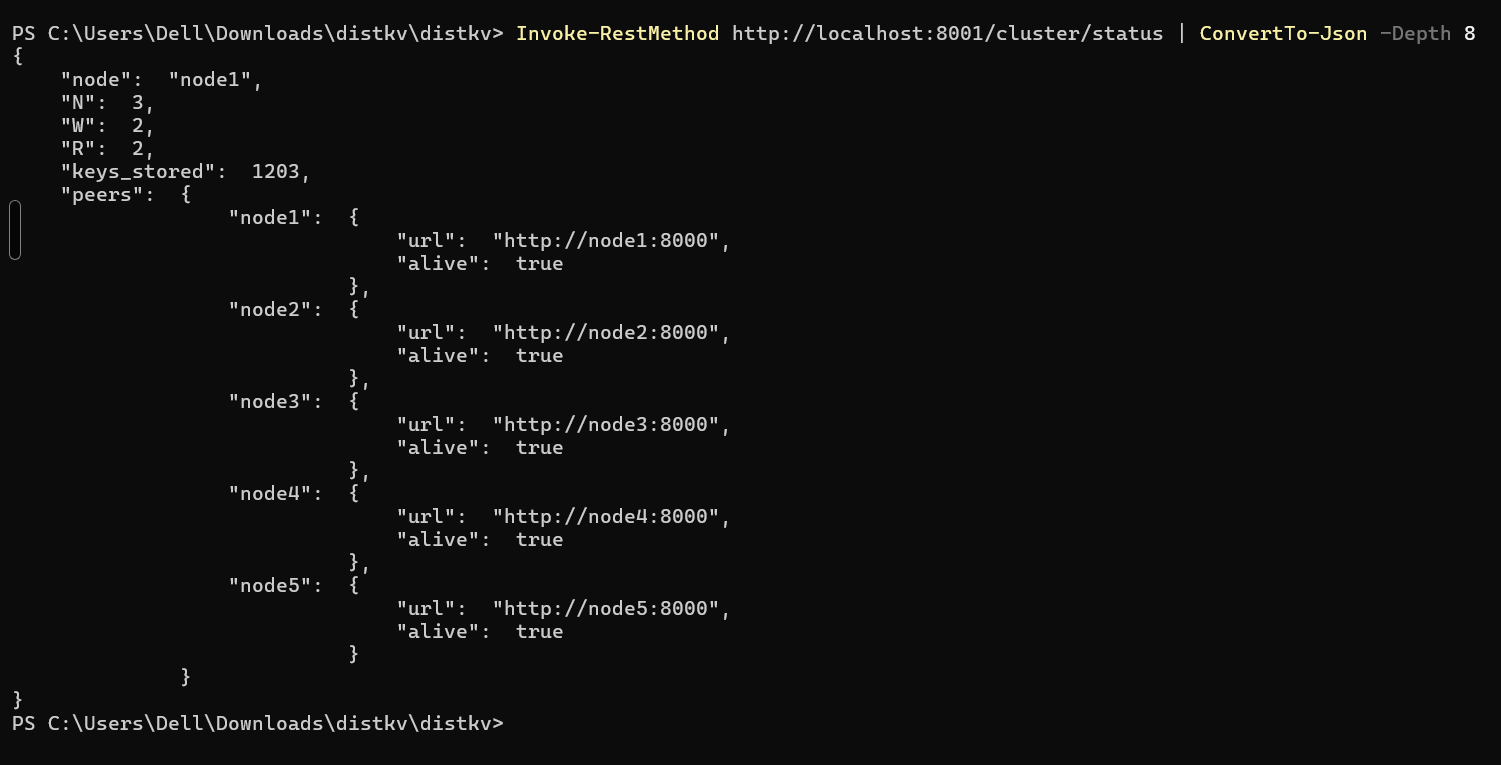 PS C:\Users\Dell\Downloads\distkv\distkv> Invoke-RestMethod http://localhost:8001/cluster/status | ConvertTo-Json -Depth 8
{
    "node":  "node1",
    "N":  3,
    "W":  2,
    "R":  2,
    "keys_stored":  1203,
    "peers":  {
                  "node1":  {
                                "url":  "http://node1:8000",
                                "alive":  true
                            },
                  "node2":  {
                                "url":  "http://node2:8000",
                                "alive":  true
                            },
                  "node3":  {
                                "url":  "http://node3:8000",
                                "alive":  true
                            },
                  "node4":  {
                                "url":  "http://node4:8000",
                                "alive":  true
                            },
                  "node5":  {
                                "url":  "http://node5:8000",
                                "alive":  true
                            }
              }
}
PS C:\Users\Dell\Downloads\distkv\distkv>